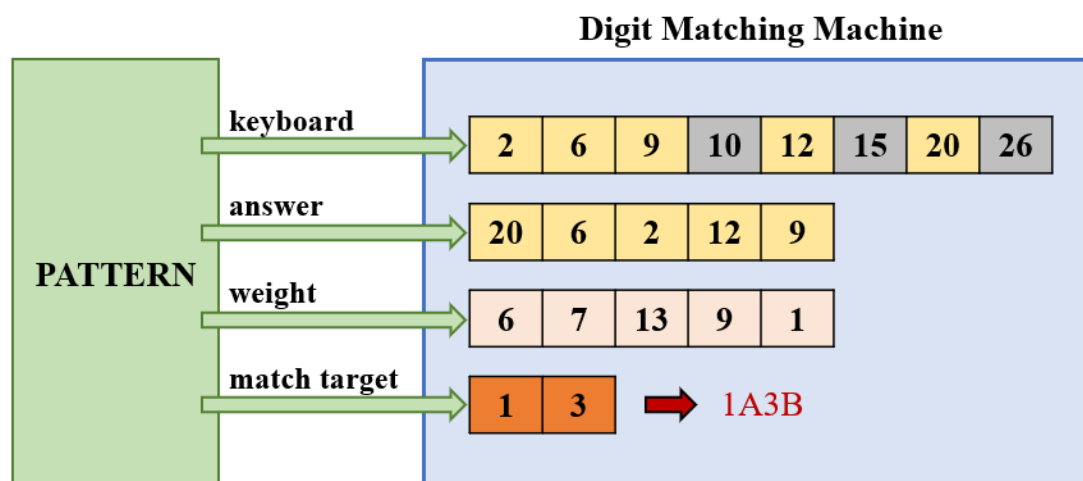 Digit Matching Machine
PATTERN
keyboard
2 6 9 10 12 15 20 26
answer
20 6 2 12 9
weight
6 7 13 9 1
match target
1 3 1A3B